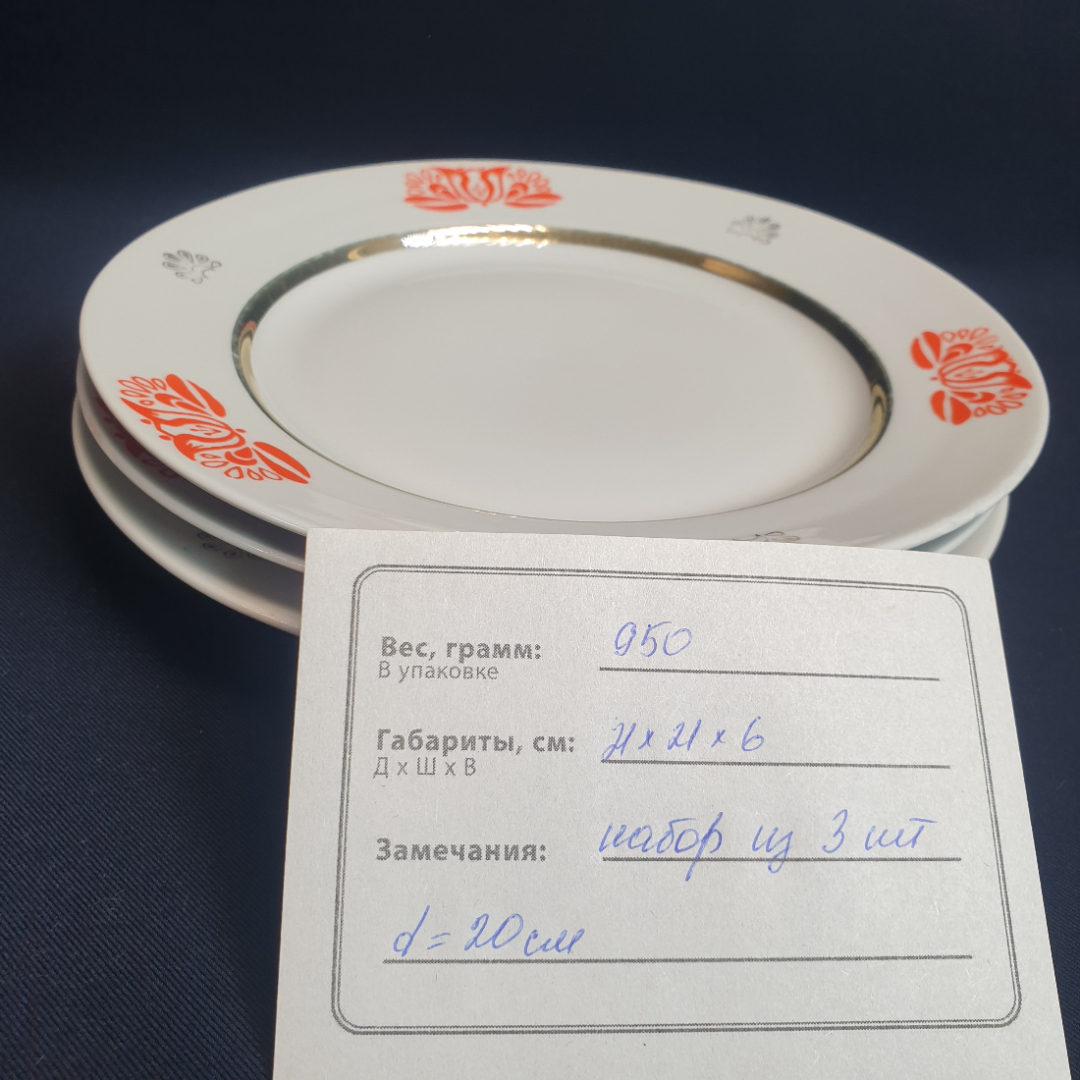 Вес, грамм: 950
В упаковке
Габариты, см: 21 x 21 x 6
Д x Ш x В
Замечания: набор из 3 шт
d = 20 см